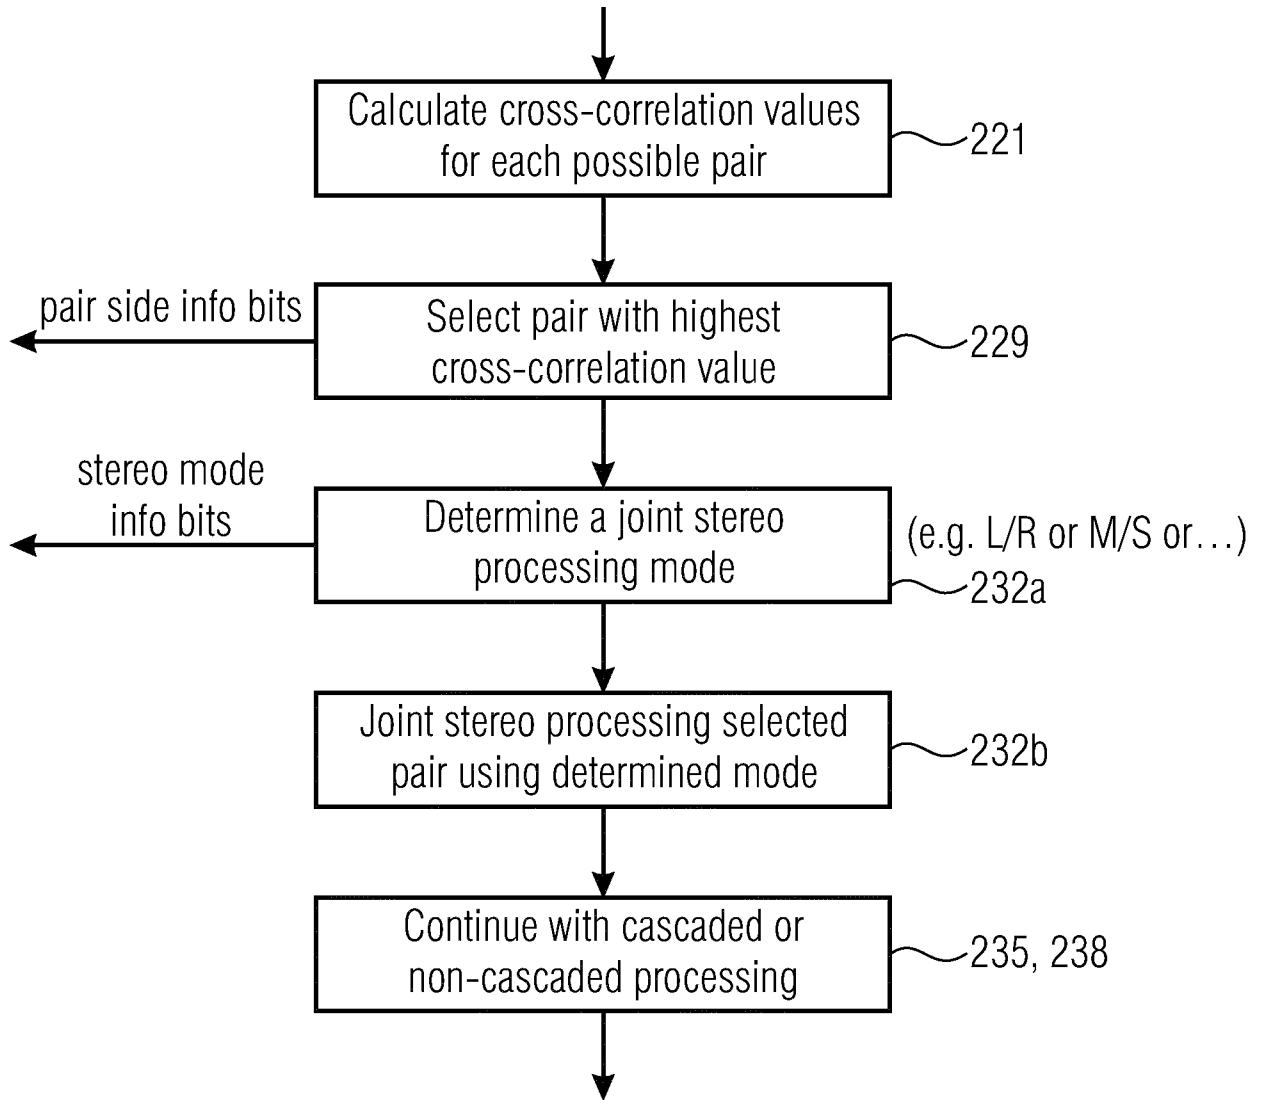 Calculate cross-correlation values
for each possible pair
221
pair side info bits
Select pair with highest
cross-correlation value
229
stereo mode
info bits
Determine a joint stereo
processing mode
(e.g. L/R or M/S or...)
232a
Joint stereo processing selected
pair using determined mode
232b
Continue with cascaded or
non-cascaded processing
235, 238